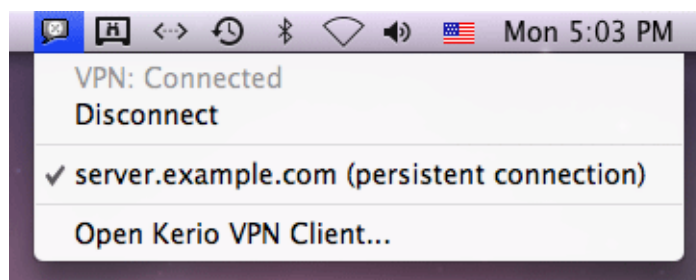 Mon 5:03 PM
VPN: Connected
Disconnect
server.example.com (persistent connection)
Open Kerio VPN Client...